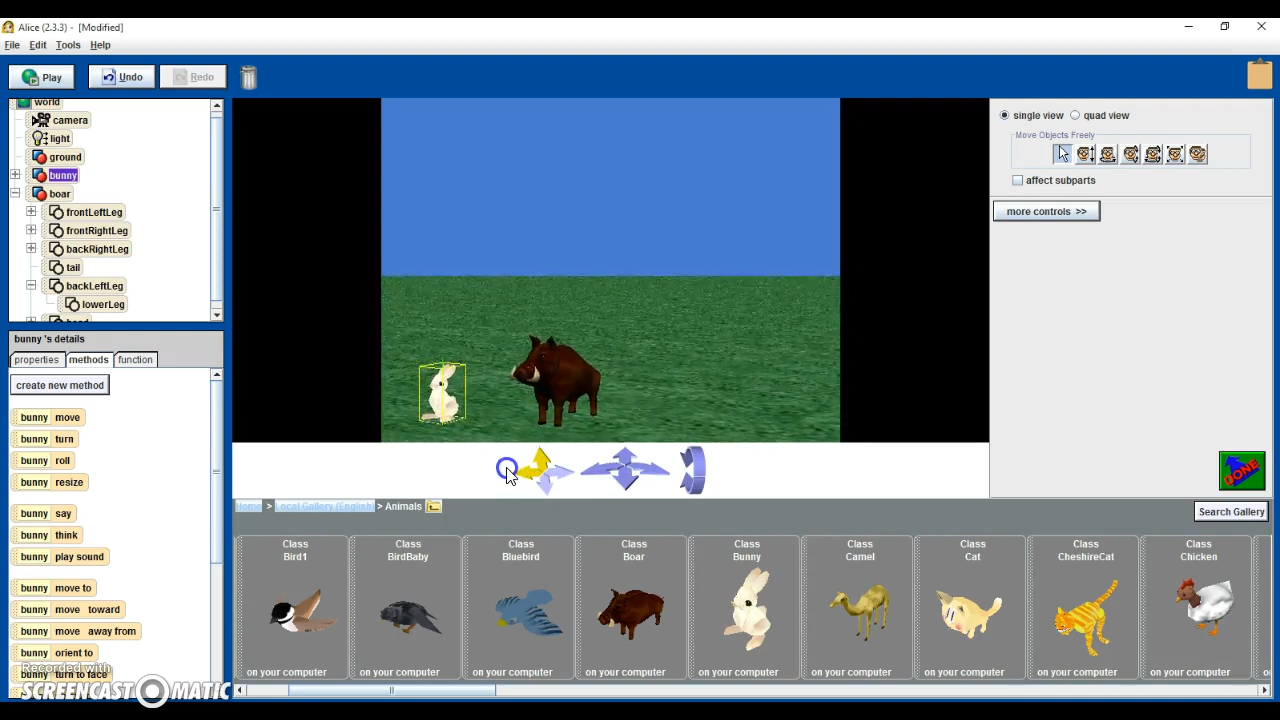 Alice (2.3.3) - [Modified]
File Edit Tools Help
Play Undo Redo
world
camera
light
ground
bunny
boar
frontLeftLeg
frontRightLeg
backRightLeg
tail
backLeftLeg
lowerLeg
single view quad view
Move Objects Freely
affect subparts
more controls >>
bunny 's details
properties methods function
create new method
bunny move
bunny turn
bunny roll
bunny resize
bunny say
bunny think
bunny play sound
bunny move to
bunny move toward
bunny move away from
bunny orient to
bunny turn to face
DONE
Home > Local Gallery (English) > Animals
Search Gallery
Class Class Class Class Class Class Class Class Class
Bird1 BirdBaby Bluebird Boar Bunny Camel Cat CheshireCat Chicken
on your computer on your computer on your computer on your computer on your computer on your computer on your computer on your computer on your computer
Recorded with
SCREENCAST MATIC